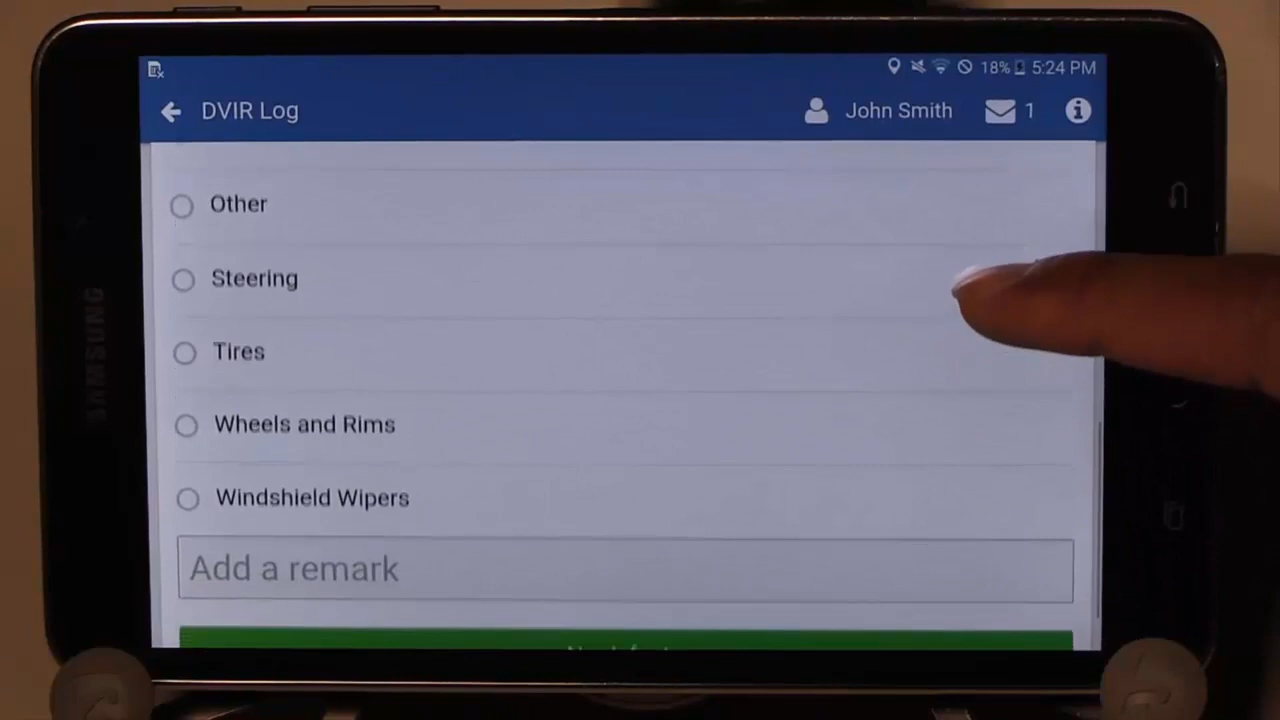 18% 5:24 PM
DVIR Log
John Smith
1
Other
Steering
Tires
Wheels and Rims
Windshield Wipers
Add a remark
SAMSUNG